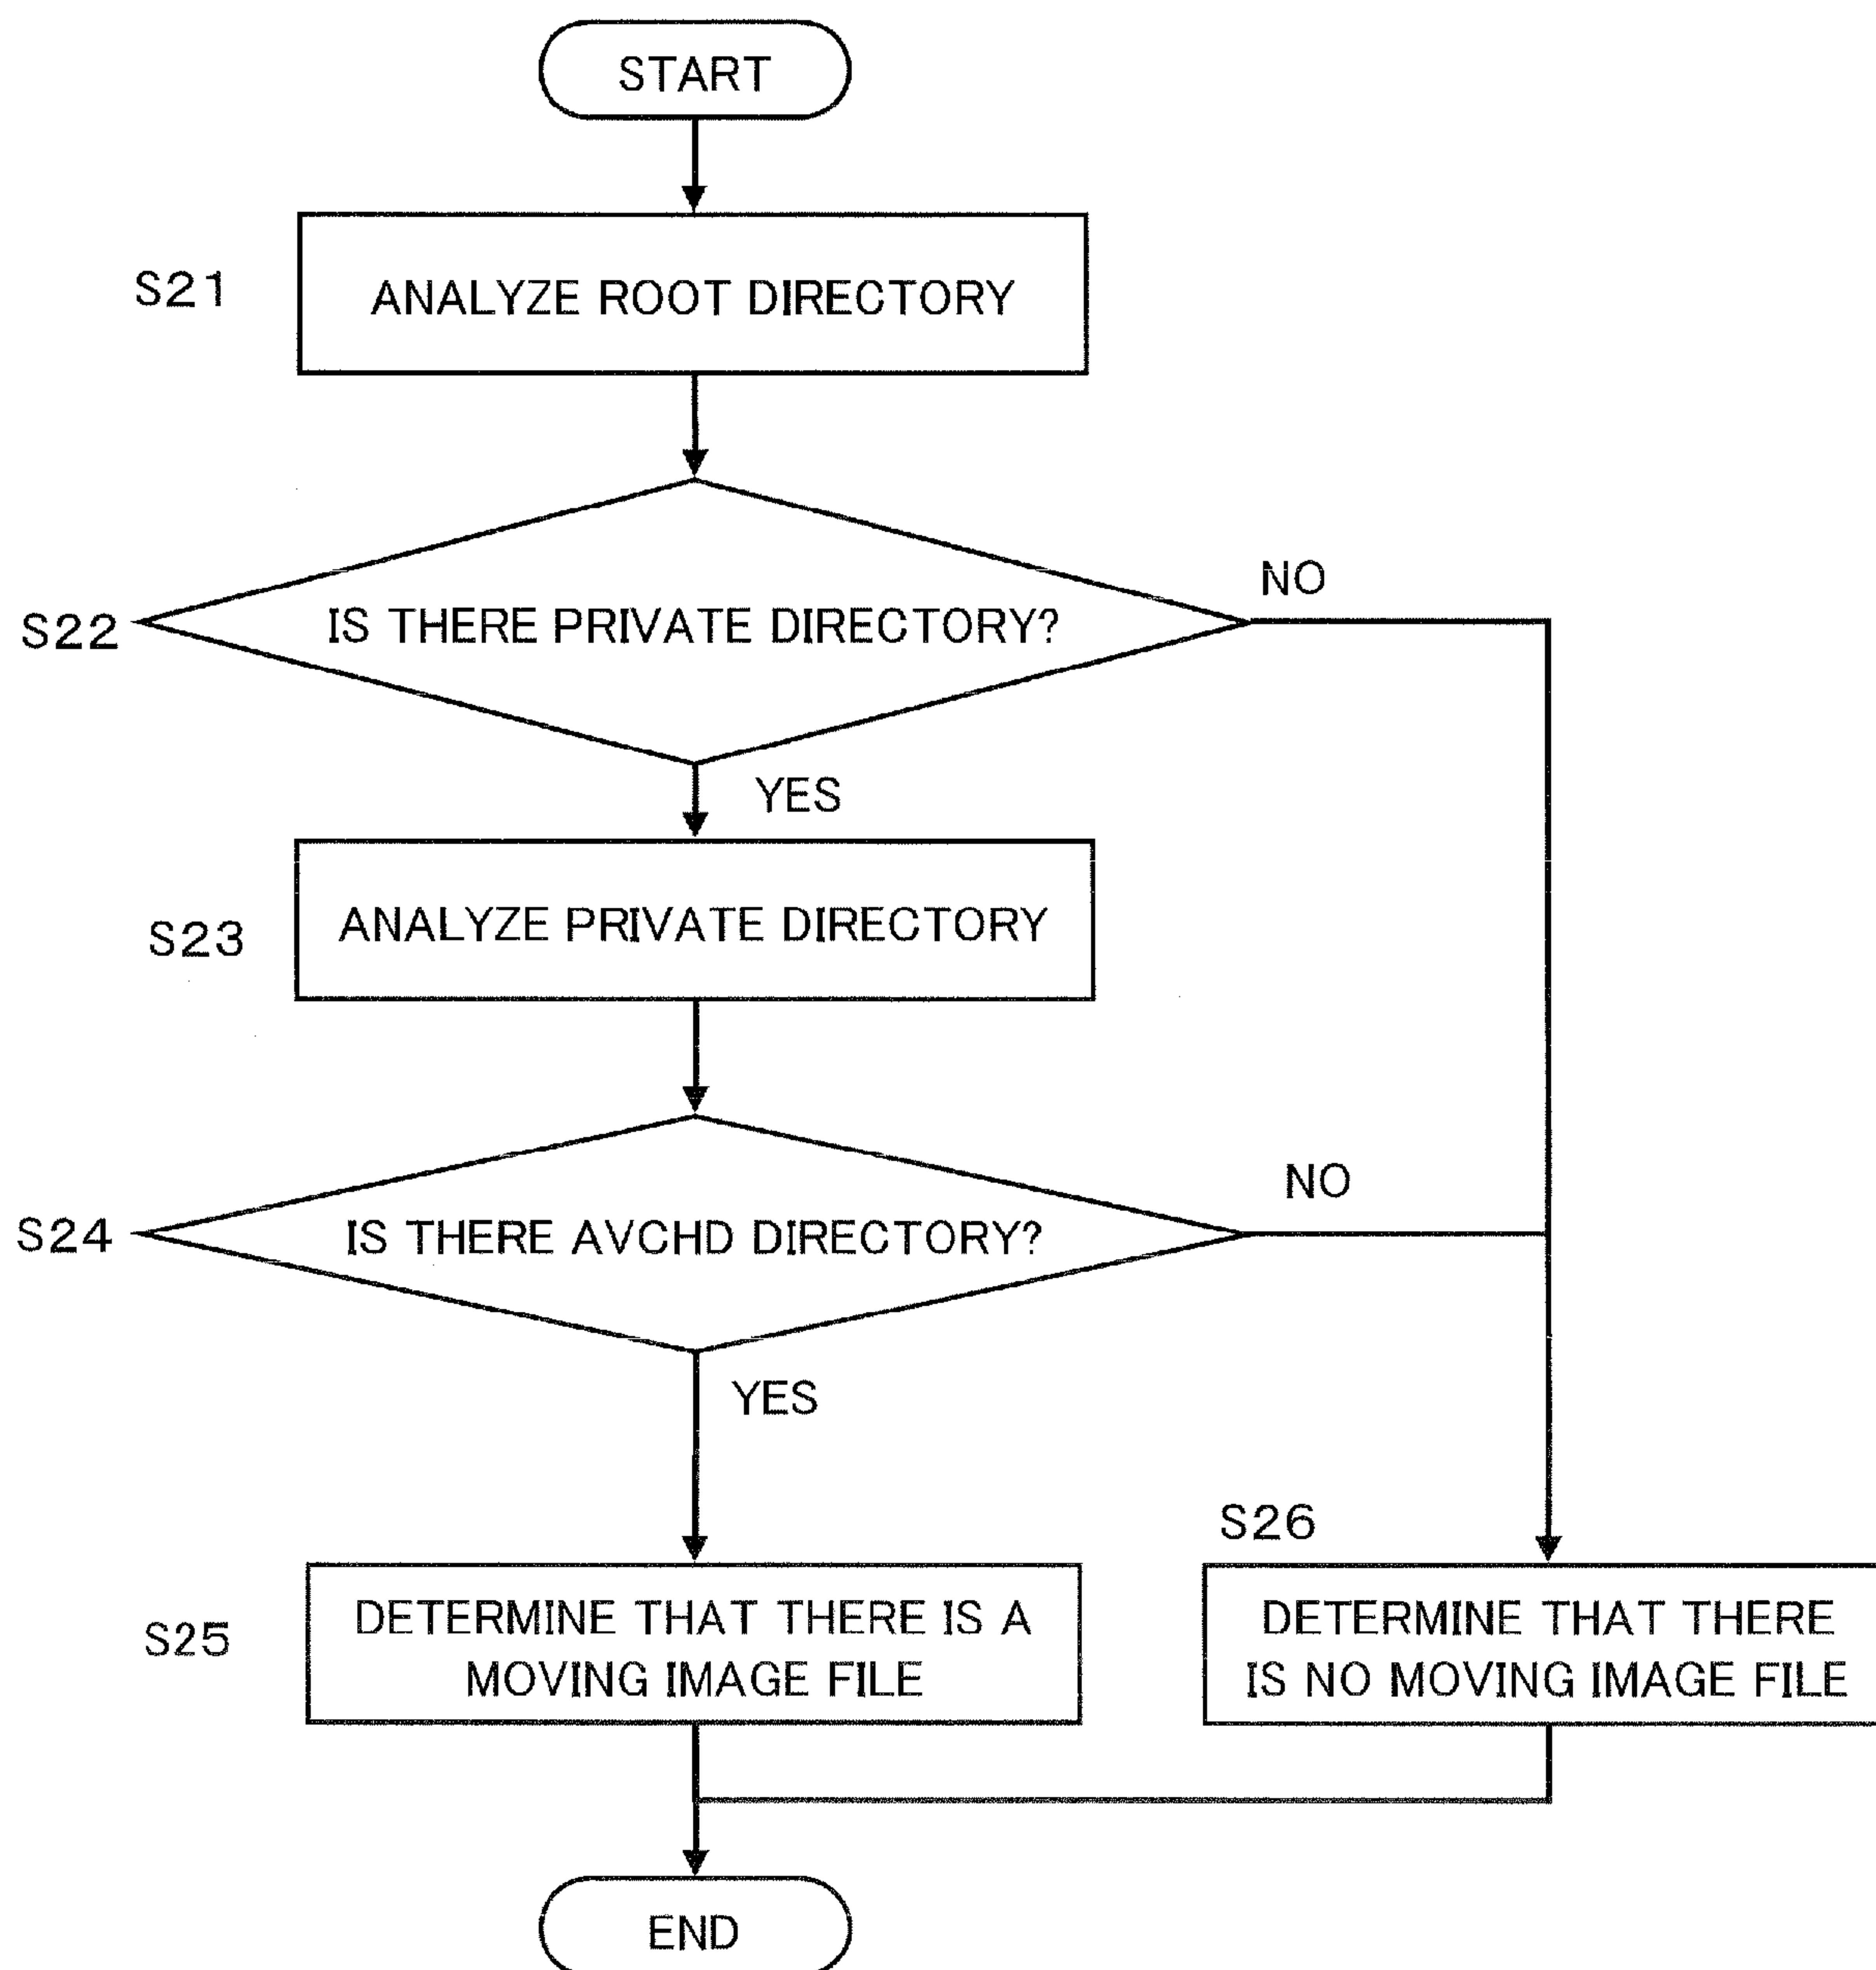 START
S21
ANALYZE ROOT DIRECTORY
S22
IS THERE PRIVATE DIRECTORY?
NO
YES
S23
ANALYZE PRIVATE DIRECTORY
S24
IS THERE AVCHD DIRECTORY?
NO
YES
S25
DETERMINE THAT THERE IS A
MOVING IMAGE FILE
S26
DETERMINE THAT THERE
IS NO MOVING IMAGE FILE
END